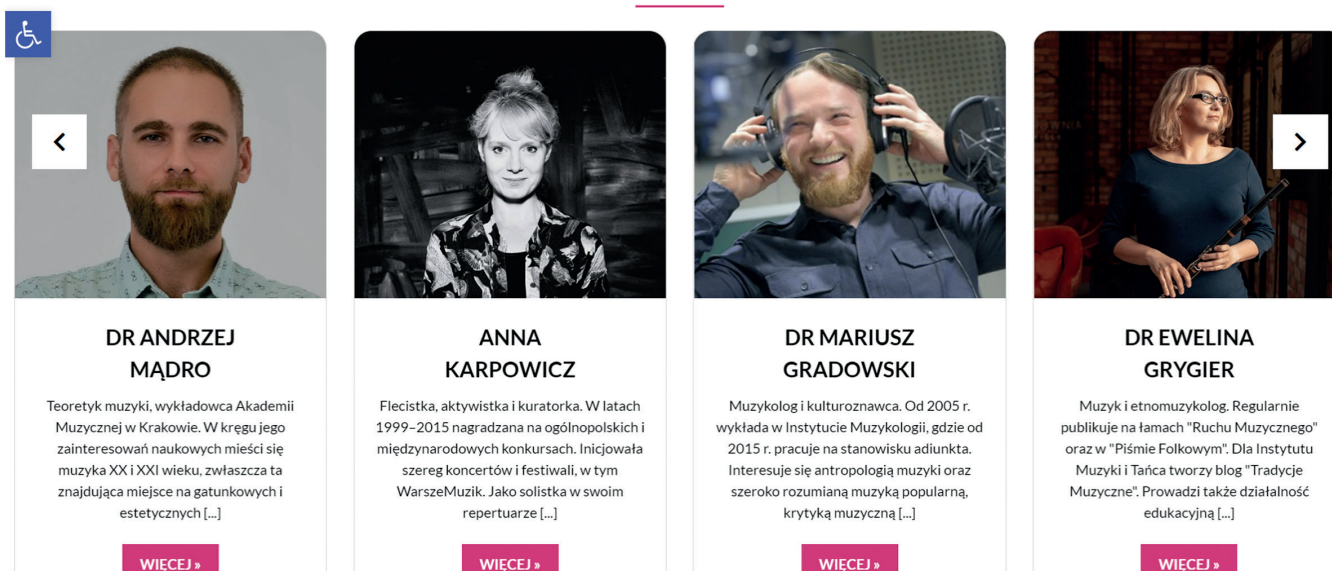 DR ANDRZEJ
MĄDRO
Teoretyk muzyki, wykładowca Akademii
Muzycznej w Krakowie. W kręgu jego
zainteresowań naukowych mieści się
muzyka XX i XXI wieku, zwłaszcza ta
znajdująca miejsce na gatunkowych i
estetycznych [...]
WIĘCEJ »
ANNA
KARPOWICZ
Flecistka, aktywistka i kuratorka. W latach
1999–2015 nagradzana na ogólnopolskich i
międzynarodowych konkursach. Inicjowała
szereg koncertów i festiwali, w tym
WarszeMuzik. Jako solistka w swoim
repertuarze [...]
WIĘCEJ »
DR MARIUSZ
GRADOWSKI
Muzykolog i kulturoznawca. Od 2005 r.
wykłada w Instytucie Muzykologii, gdzie od
2015 r. pracuje na stanowisku adiunkta.
Interesuje się antropologią muzyki oraz
szeroko rozumianą muzyką popularną,
krytyką muzyczną [...]
WIĘCEJ »
DR EWELINA
GRYGIER
Muzyk i etnomuzykolog. Regularnie
publikuje na łamach "Ruchu Muzycznego"
oraz w "Piśmie Folkowym". Dla Instytutu
Muzyki i Tańca tworzy blog "Tradycje
Muzyczne". Prowadzi także działalność
edukacyjną [...]
WIĘCEJ »